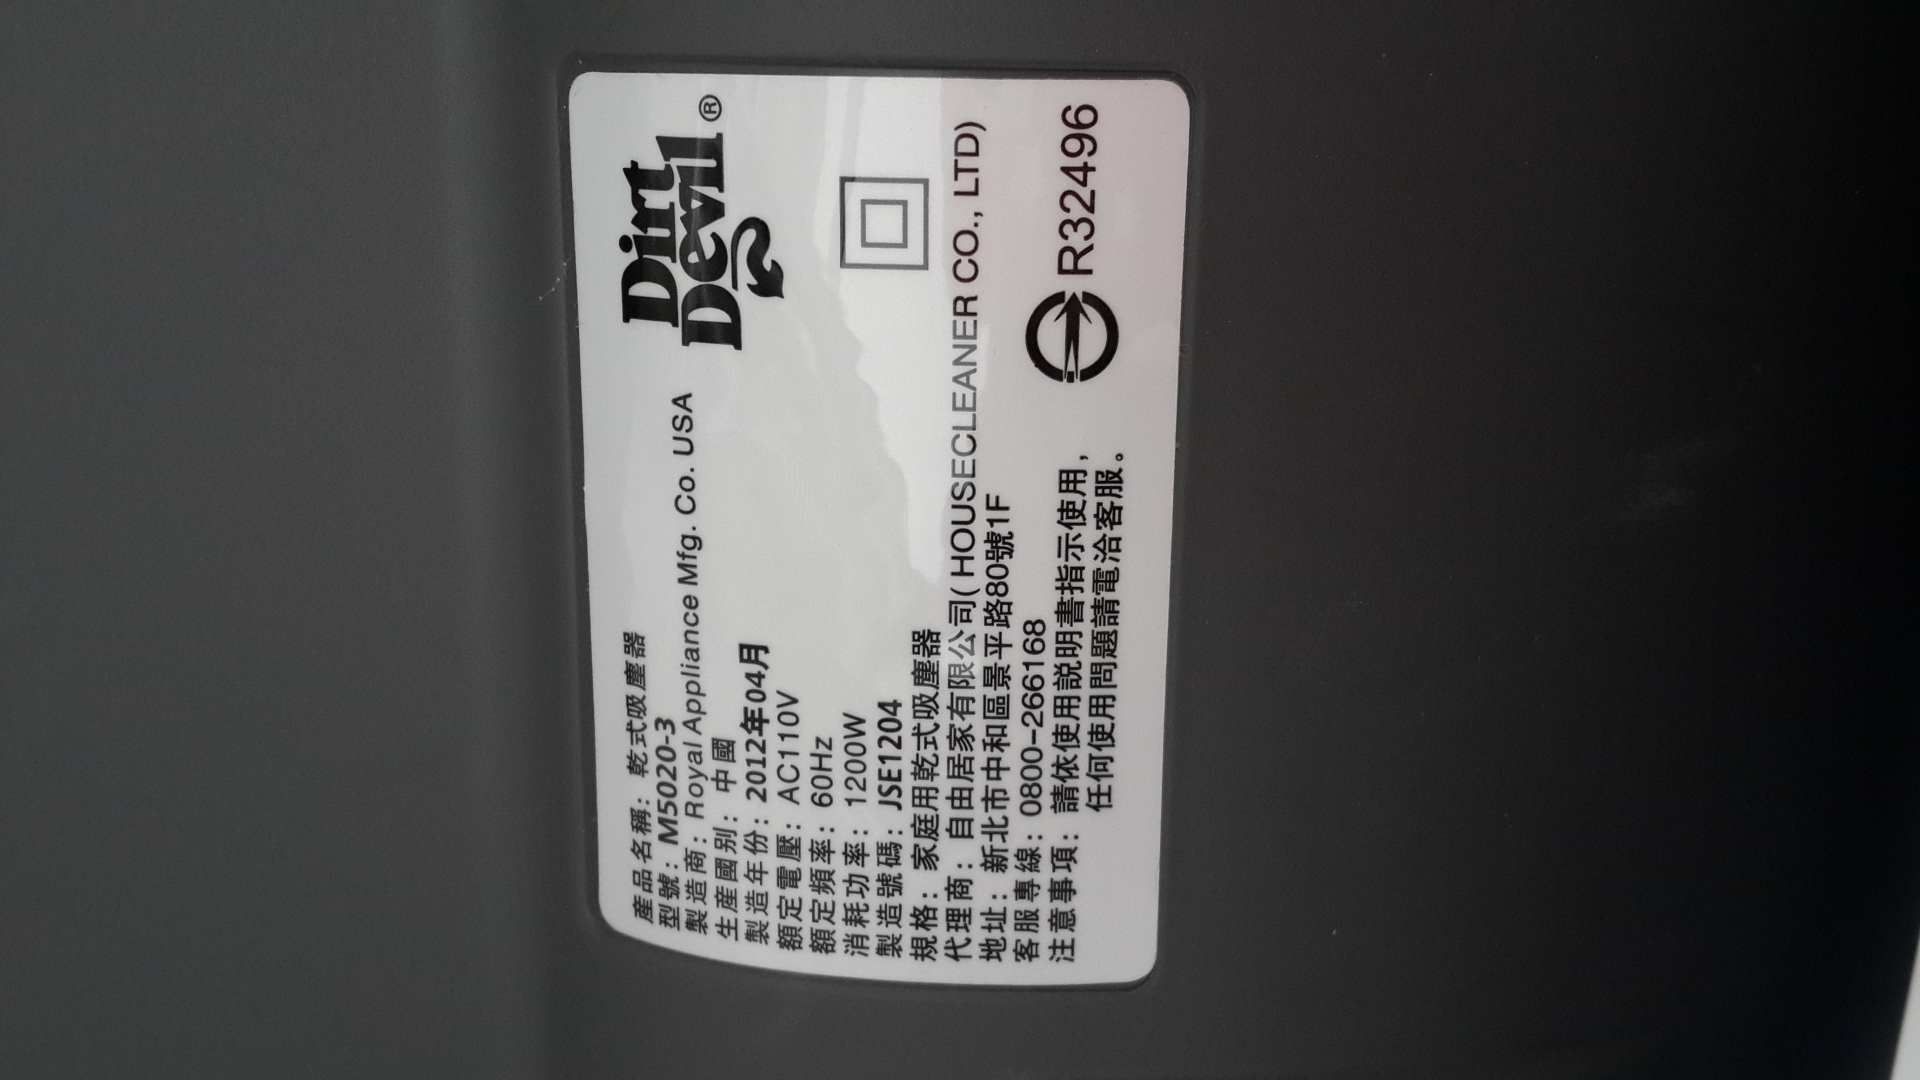 Dirt
Devil®
產品名稱：乾式吸塵器
型號：M5020-3
製造商：Royal Appliance Mfg. Co. USA
生產國別：中國
製造年份：2012年04月
額定電壓：AC110V
額定頻率：60Hz
消耗功率：1200W
製造號碼：JSE1204
規格：家庭用乾式吸塵器
代理商：自由居家有限公司(HOUSECLEANER CO., LTD)
地址：新北市中和區景平路80號1F
客服專線：0800-266168
注意事項：請依使用説明書指示使用，
任何使用問題請電洽客服。
R32496